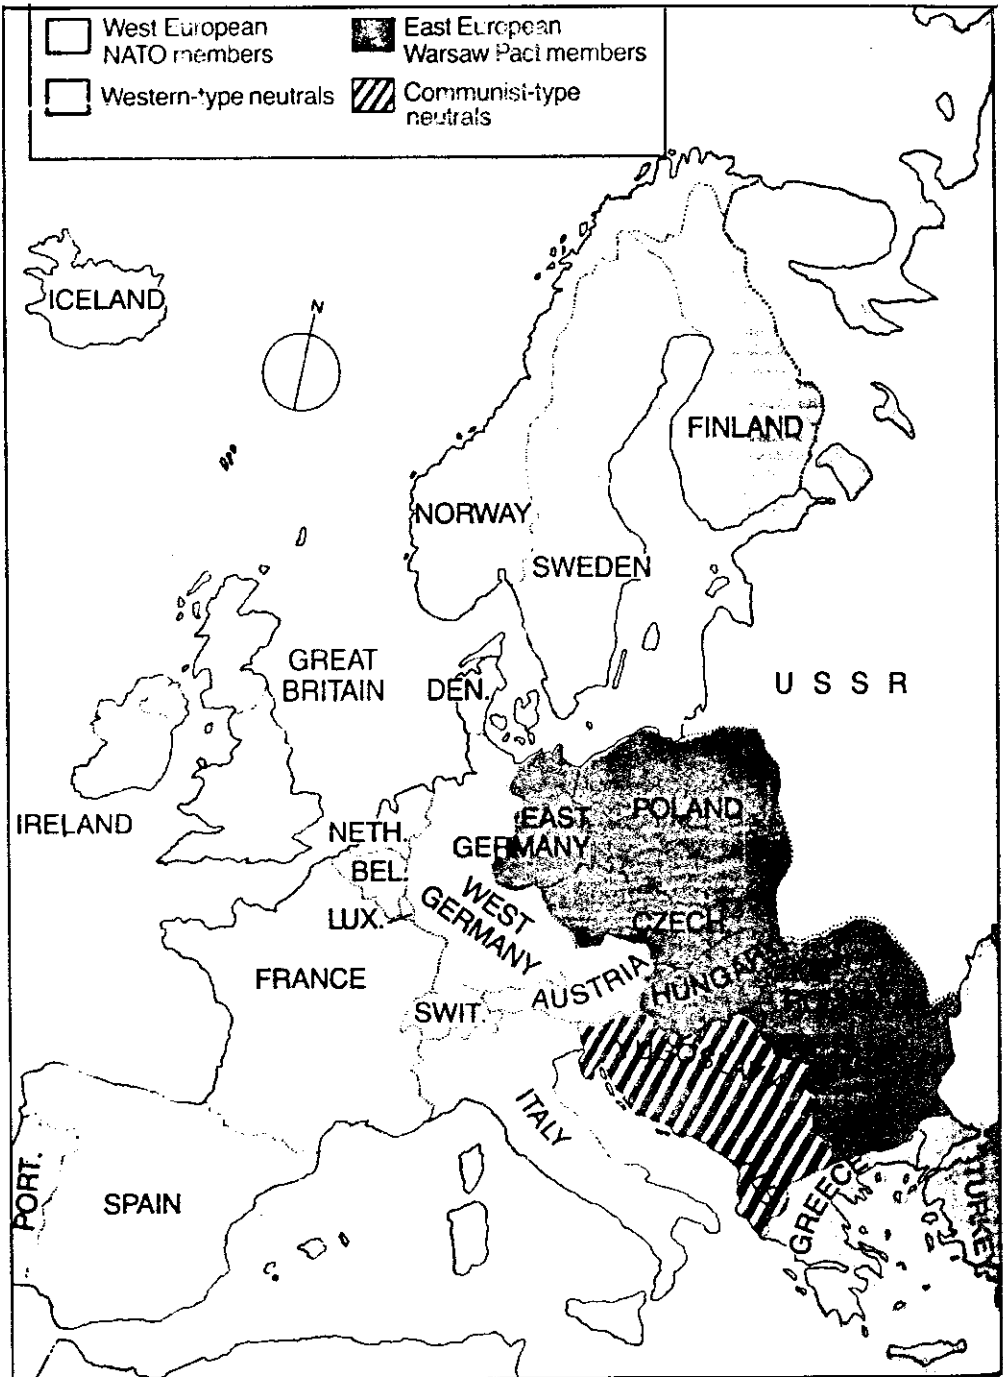 West European
NATO members
East European
Warsaw Pact members
Western-type neutrals
Communist-type
neutrals
ICELAND
N
FINLAND
NORWAY
SWEDEN
GREAT
BRITAIN
DEN.
U S S R
IRELAND
NETH.
EAST
GERMANY
POLAND
BEL.
WEST
GERMANY
LUX.
CZECH.
FRANCE
AUSTRIA
HUNGARY
SWIT.
YUGOSLAVIA
ITALY
PORT.
SPAIN
GREECE
TURKEY